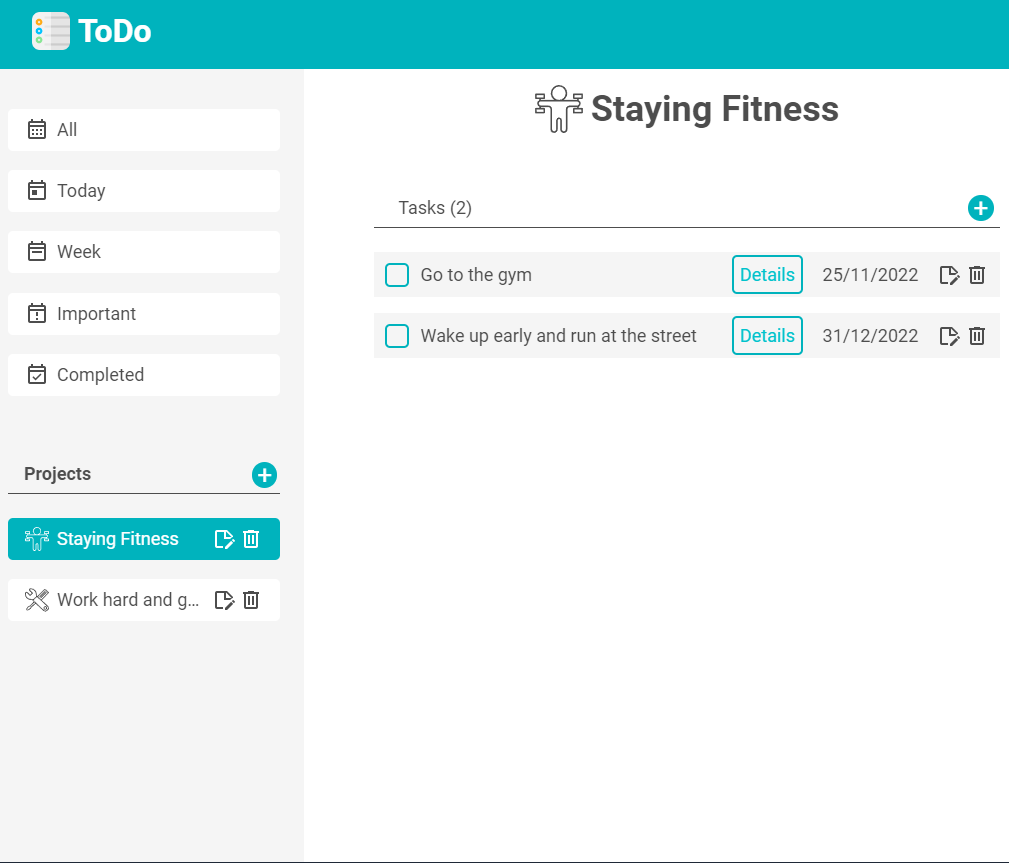 ToDo
All
Today
Week
Important
Completed
Projects
Staying Fitness
Work hard and g...
Staying Fitness
Tasks (2)
Go to the gym Details 25/11/2022
Wake up early and run at the street Details 31/12/2022